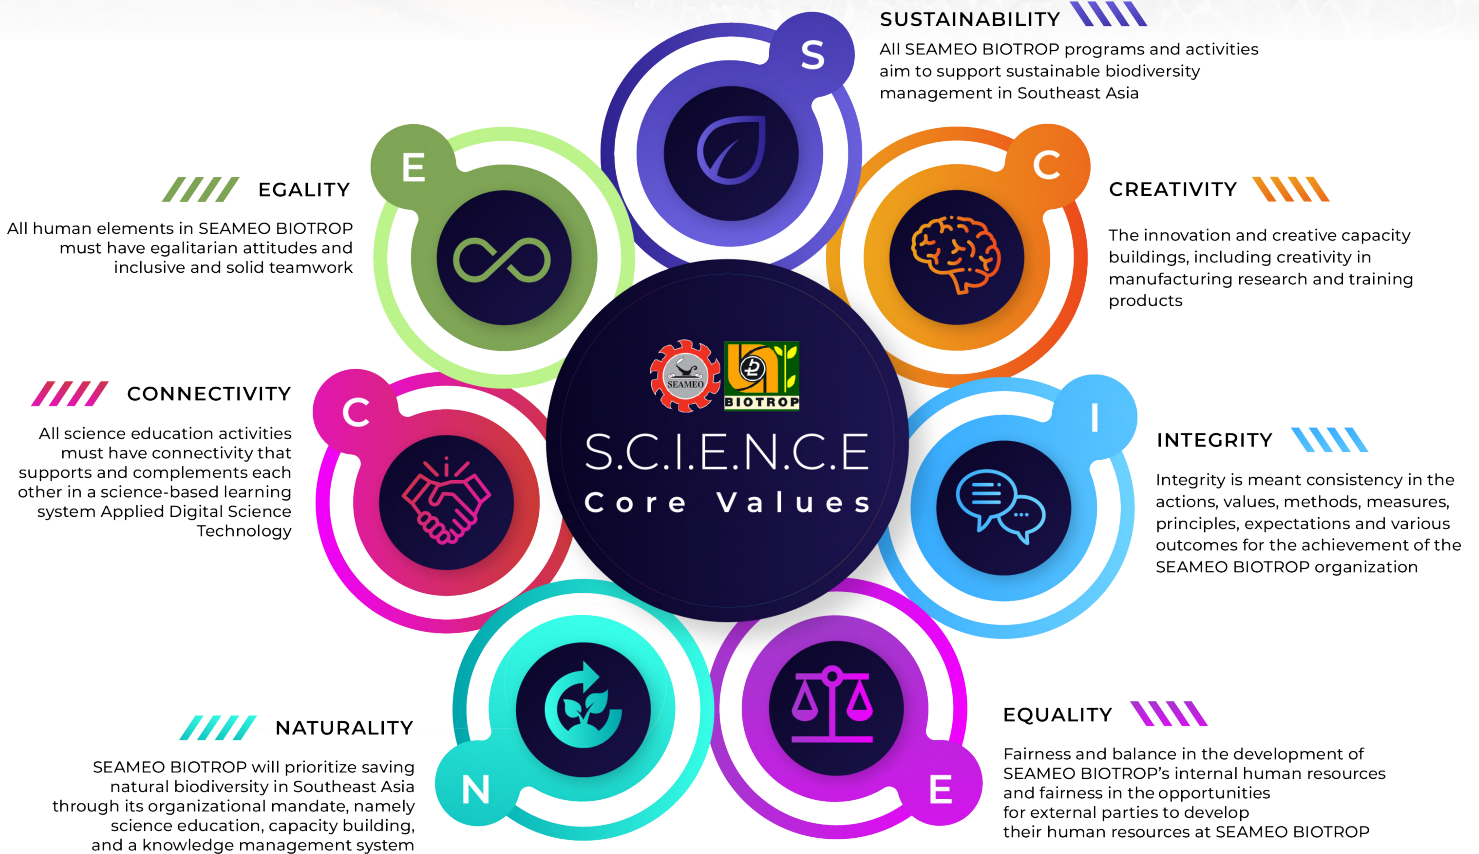 S
SUSTAINABILITY
All SEAMEO BIOTROP programs and activities
aim to support sustainable biodiversity
management in Southeast Asia
C
CREATIVITY
The innovation and creative capacity
buildings, including creativity in
manufacturing research and training
products
I
INTEGRITY
Integrity is meant consistency in the
actions, values, methods, measures,
principles, expectations and various
outcomes for the achievement of the
SEAMEO BIOTROP organization
E
EQUALITY
Fairness and balance in the development of
SEAMEO BIOTROP's internal human resources
and fairness in the opportunities
for external parties to develop
their human resources at SEAMEO BIOTROP
N
NATURALITY
SEAMEO BIOTROP will prioritize saving
natural biodiversity in Southeast Asia
through its organizational mandate, namely
science education, capacity building,
and a knowledge management system
C
CONNECTIVITY
All science education activities
must have connectivity that
supports and complements each
other in a science-based learning
system Applied Digital Science
Technology
E
EGALITY
All human elements in SEAMEO BIOTROP
must have egalitarian attitudes and
inclusive and solid teamwork
SEAMEO
BIOTROP
S.C.I.E.N.C.E
Core Values